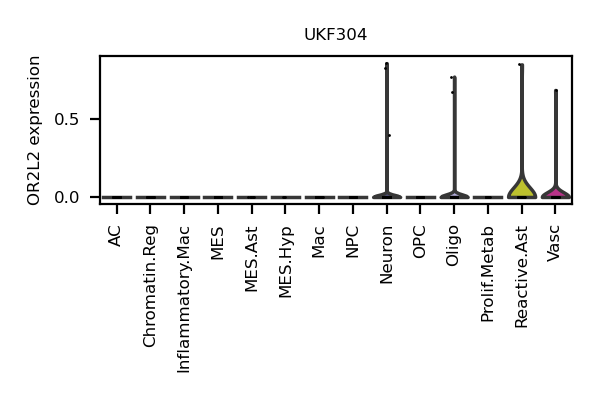 UKF304
OR2L2 expression
0.5
0.0
AC
Chromatin.Reg
Inflammatory.Mac
MES
MES.Ast
MES.Hyp
Mac
NPC
Neuron
OPC
Oligo
Prolif.Metab
Reactive.Ast
Vasc